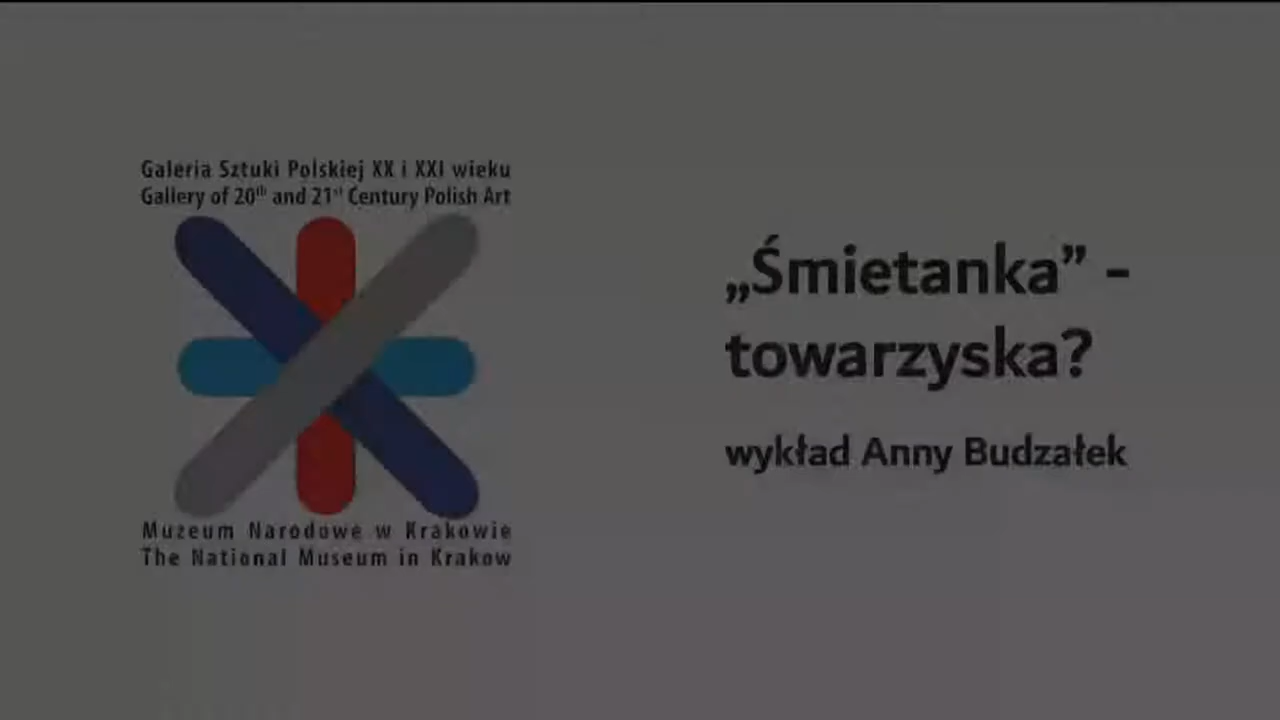 Galeria Sztuki Polskiej XX i XXI wieku
Gallery of 20th and 21st Century Polish Art
Muzeum Narodowe w Krakowie
The National Museum in Krakow
„Śmietanka” -
towarzyska?
wykład Anny Budzałek